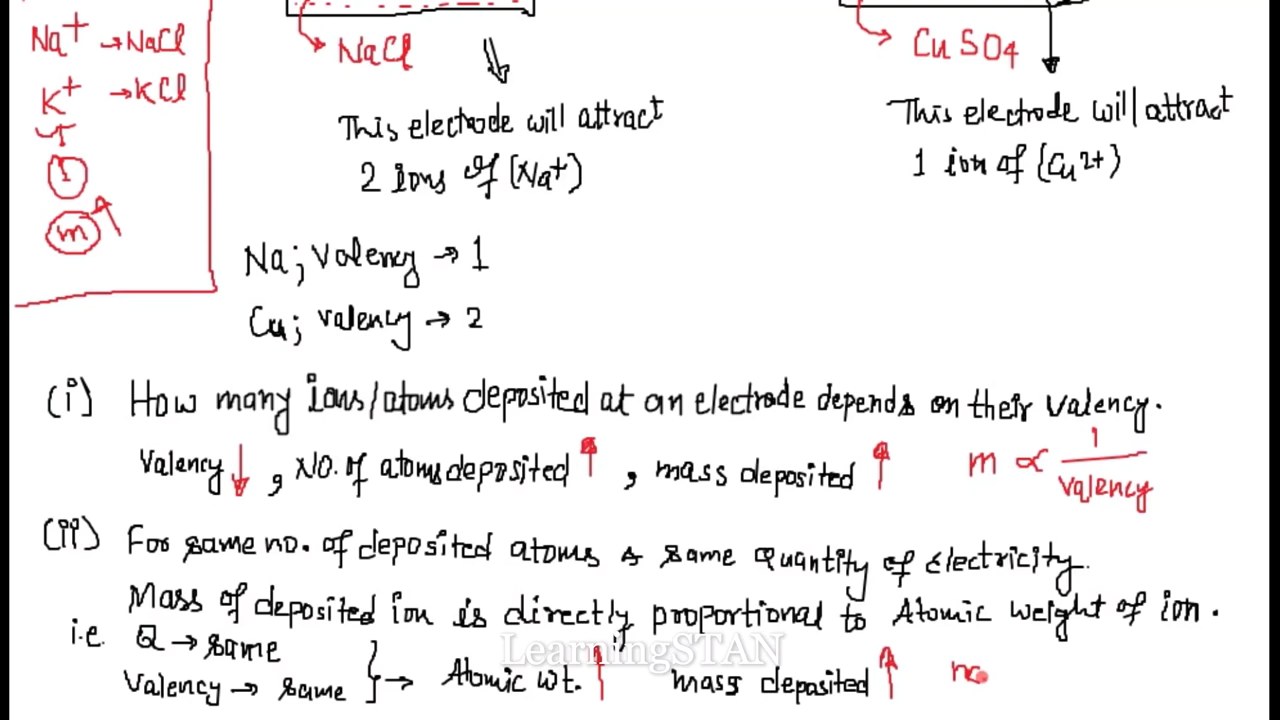 Na+ → NaCl
K+ → KCl
1
m ↑
NaCl
This electrode will attract
2 ions of (Na+)
CuSO4
This electrode will attract
1 ion of (Cu2+)
Na; Valency → 1
Cu; valency → 2
(i) How many ions/atoms deposited at an electrode depends on their valency.
Valency ↓, No. of atoms deposited ↑, mass deposited ↑ m ∝ 1/valency
(ii) For same no. of deposited atoms & same quantity of electricity.
Mass of deposited ion is directly proportional to Atomic weight of ion.
i.e. Q → same
Valency → same } → Atomic wt. ↑ mass deposited ↑ m
LearningSTAN